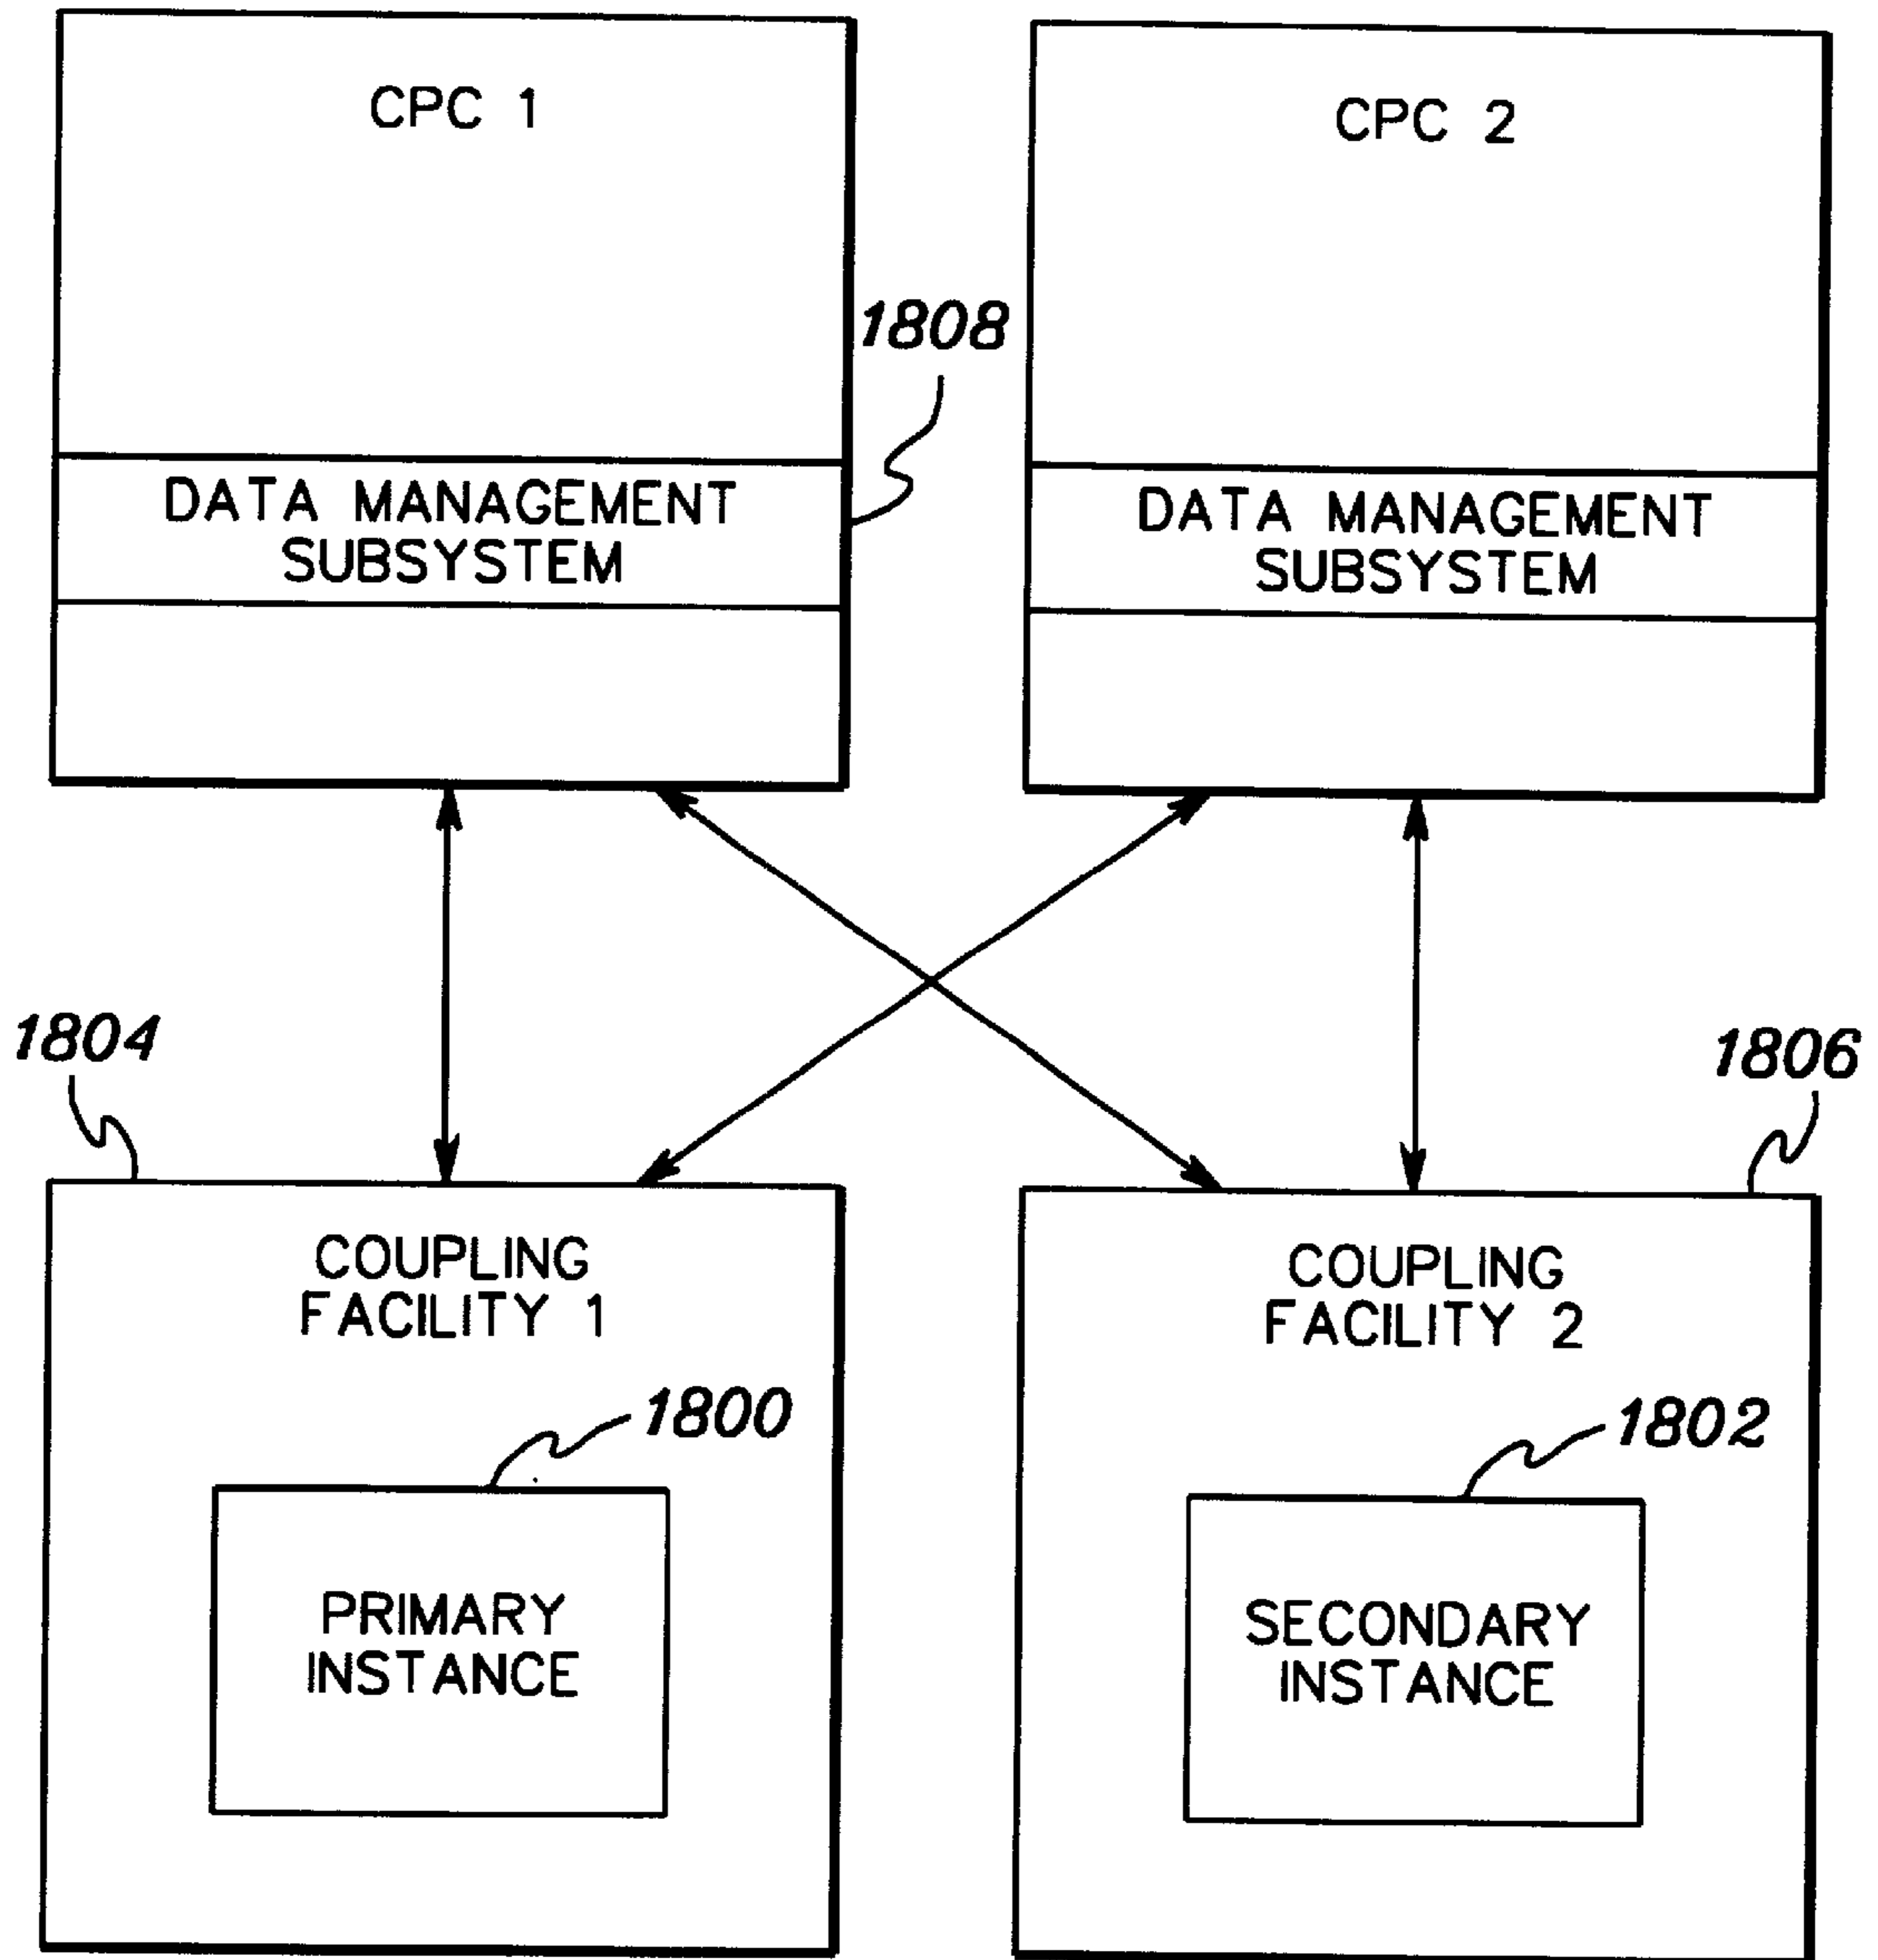 CPC 1
CPC 2
1808
DATA MANAGEMENT
SUBSYSTEM
DATA MANAGEMENT
SUBSYSTEM
1804
1806
COUPLING
FACILITY 1
COUPLING
FACILITY 2
1800
1802
PRIMARY
INSTANCE
SECONDARY
INSTANCE